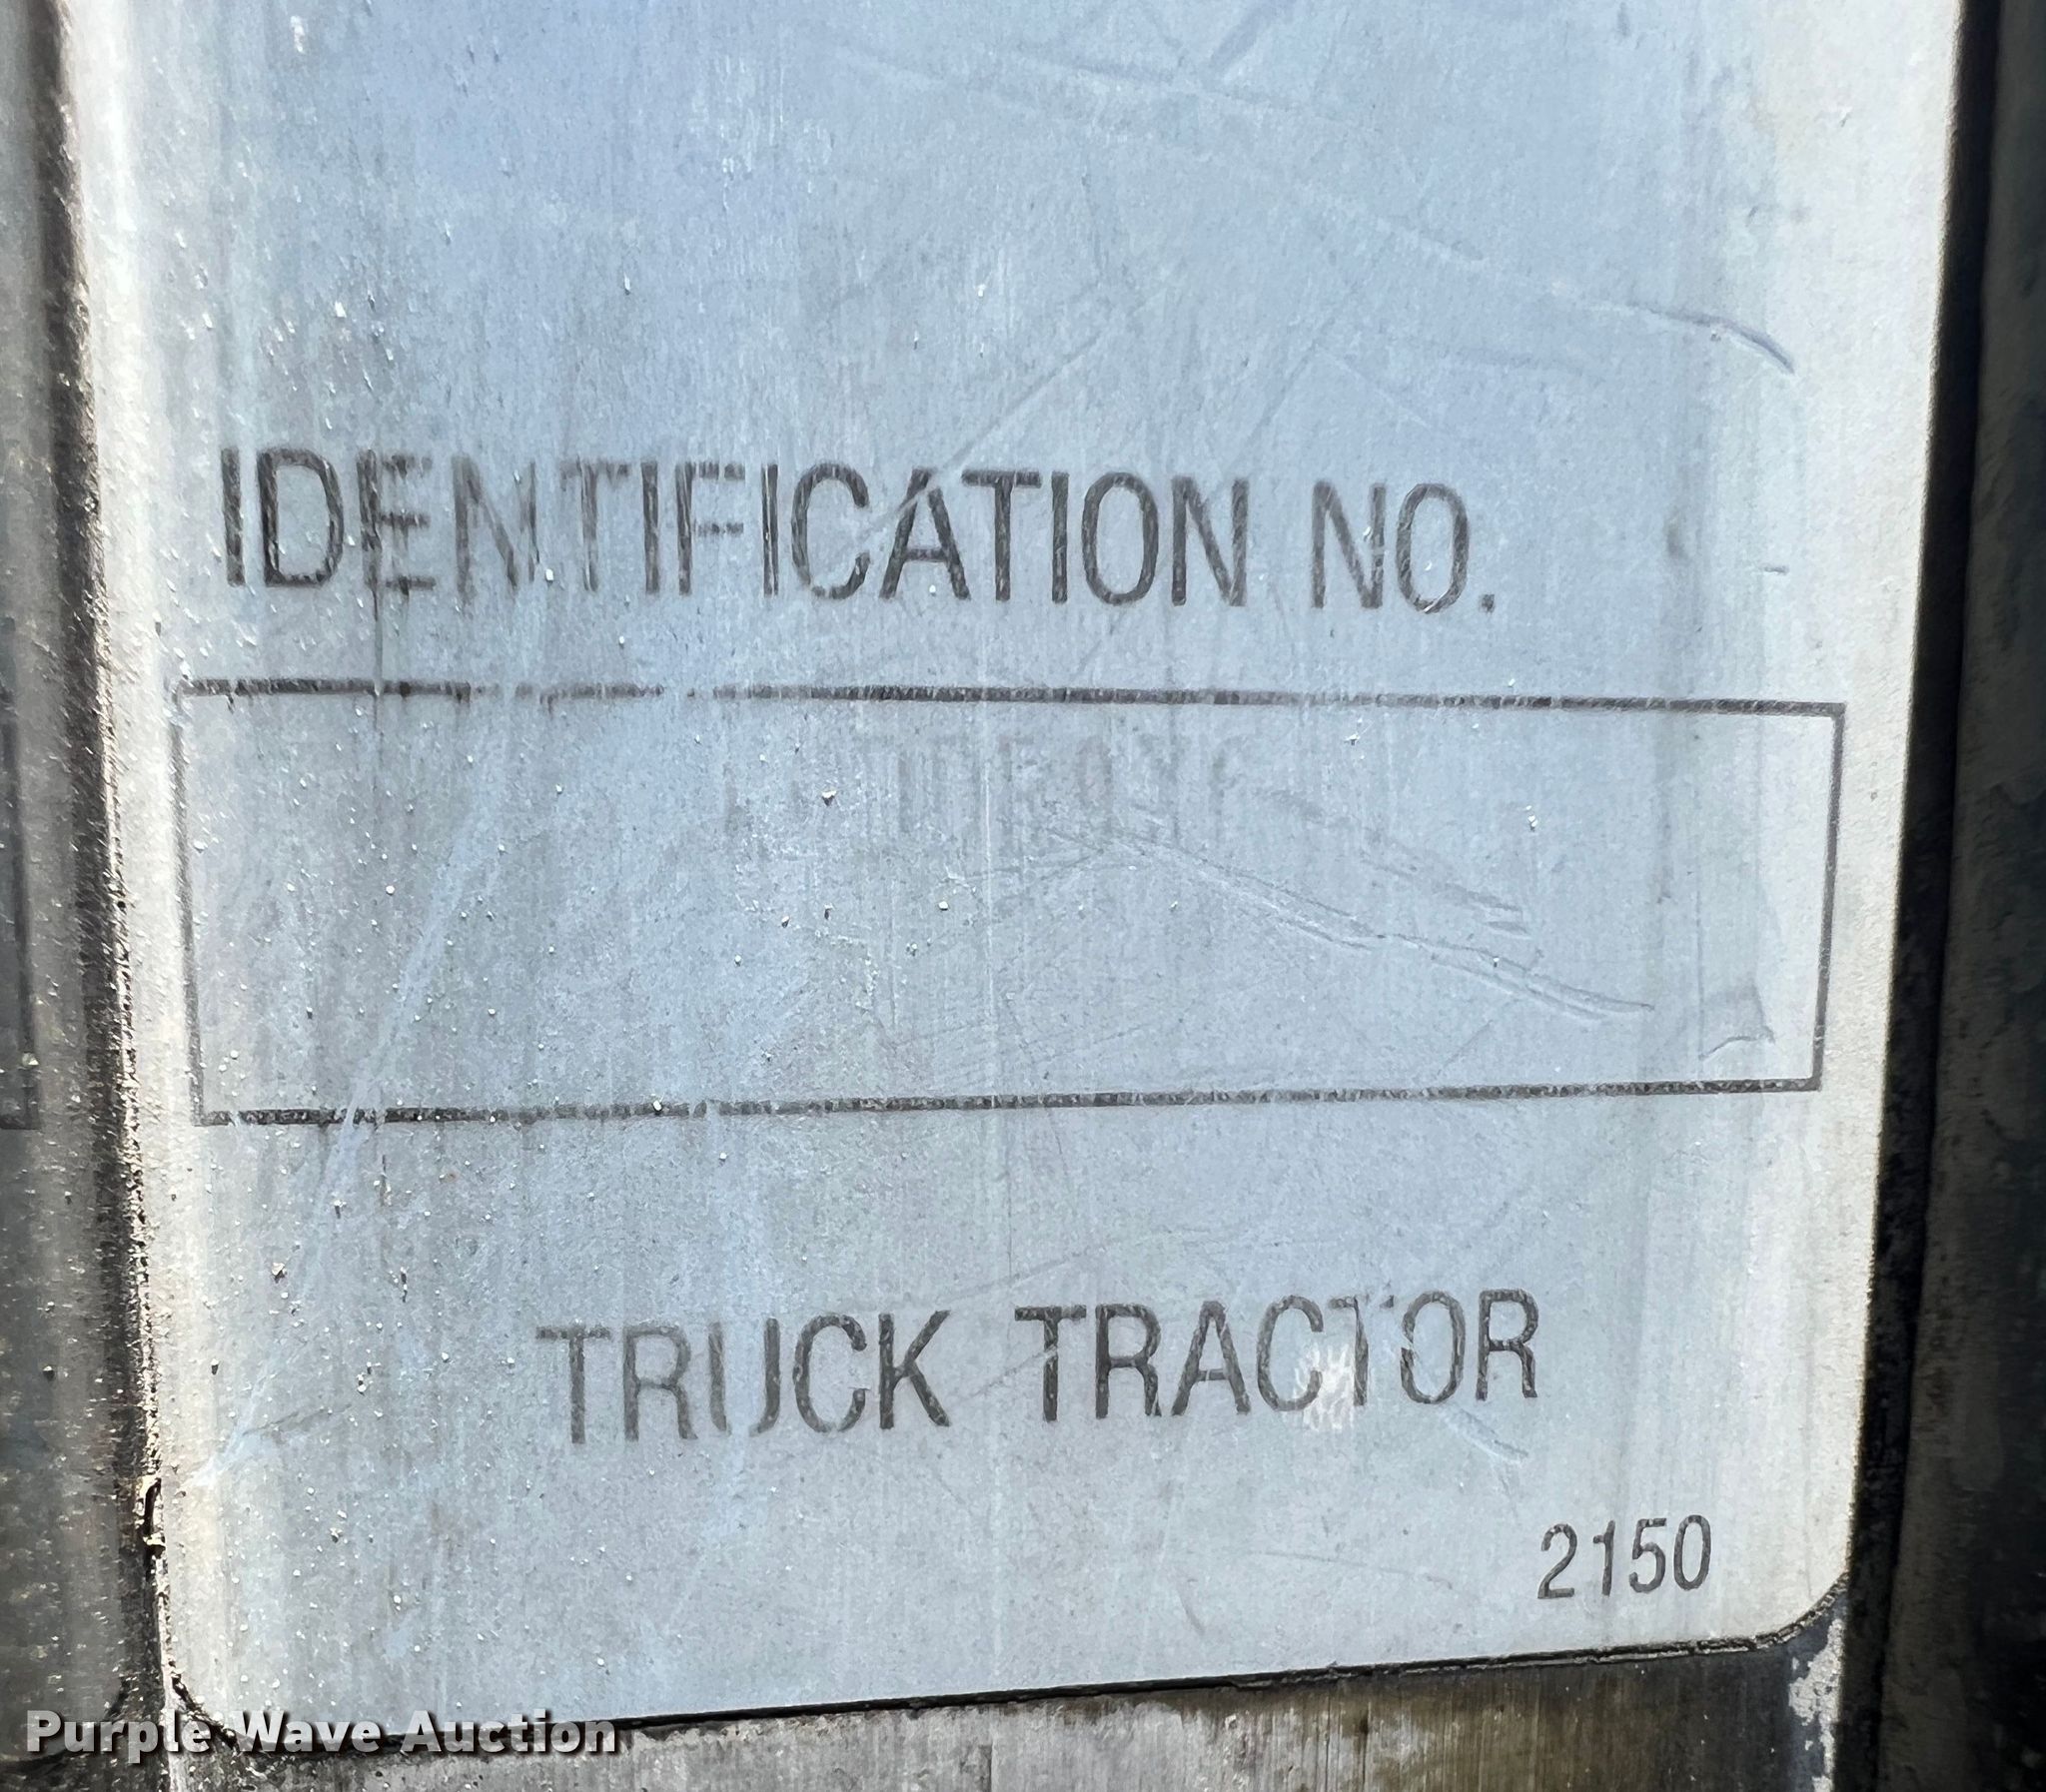 IDENTIFICATION NO.
TRUCK TRACTOR
2150
Purple Wave Auction